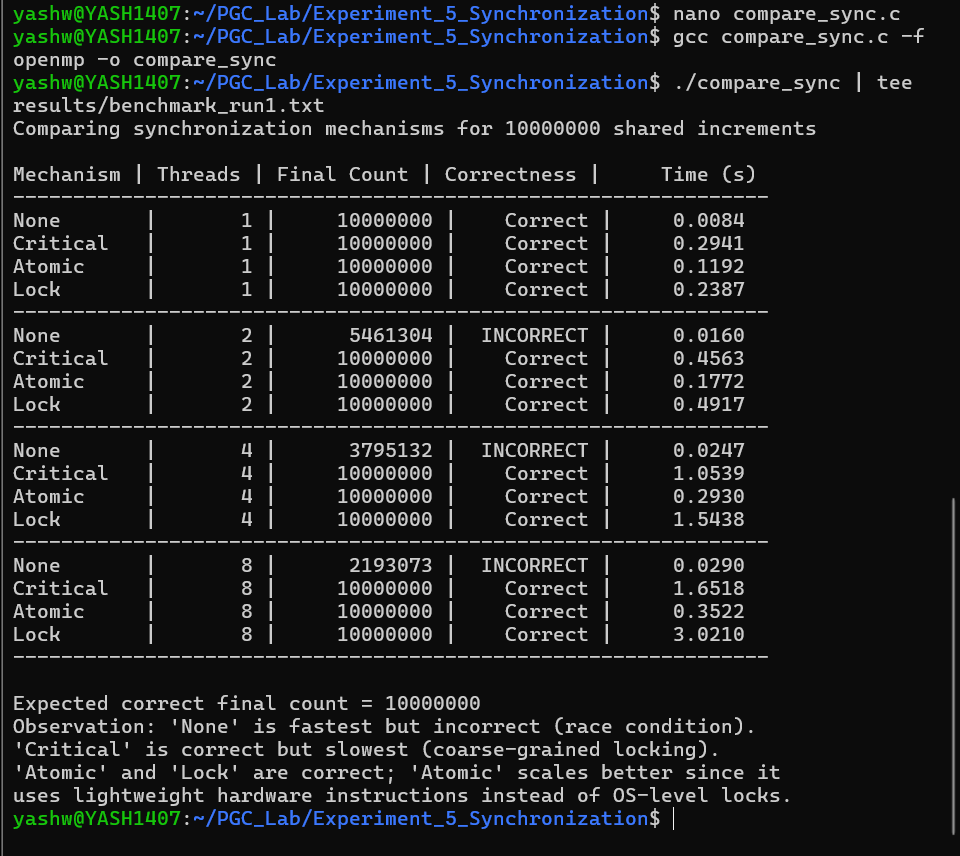 yashw@YASH1407:~/PGC_Lab/Experiment_5_Synchronization$ nano compare_sync.c
yashw@YASH1407:~/PGC_Lab/Experiment_5_Synchronization$ gcc compare_sync.c -f
openmp -o compare_sync
yashw@YASH1407:~/PGC_Lab/Experiment_5_Synchronization$ ./compare_sync | tee
results/benchmark_run1.txt
Comparing synchronization mechanisms for 10000000 shared increments
Mechanism | Threads | Final Count | Correctness |     Time (s)
---------------------------------------------------------------
None       |       1 |     10000000 |    Correct |     0.0084
Critical   |       1 |     10000000 |    Correct |     0.2941
Atomic     |       1 |     10000000 |    Correct |     0.1192
Lock       |       1 |     10000000 |    Correct |     0.2387
---------------------------------------------------------------
None       |       2 |      5461304 |  INCORRECT |     0.0160
Critical   |       2 |     10000000 |    Correct |     0.4563
Atomic     |       2 |     10000000 |    Correct |     0.1772
Lock       |       2 |     10000000 |    Correct |     0.4917
---------------------------------------------------------------
None       |       4 |      3795132 |  INCORRECT |     0.0247
Critical   |       4 |     10000000 |    Correct |     1.0539
Atomic     |       4 |     10000000 |    Correct |     0.2930
Lock       |       4 |     10000000 |    Correct |     1.5438
---------------------------------------------------------------
None       |       8 |      2193073 |  INCORRECT |     0.0290
Critical   |       8 |     10000000 |    Correct |     1.6518
Atomic     |       8 |     10000000 |    Correct |     0.3522
Lock       |       8 |     10000000 |    Correct |     3.0210
---------------------------------------------------------------
Expected correct final count = 10000000
Observation: 'None' is fastest but incorrect (race condition).
'Critical' is correct but slowest (coarse-grained locking).
'Atomic' and 'Lock' are correct; 'Atomic' scales better since it
uses lightweight hardware instructions instead of OS-level locks.
yashw@YASH1407:~/PGC_Lab/Experiment_5_Synchronization$